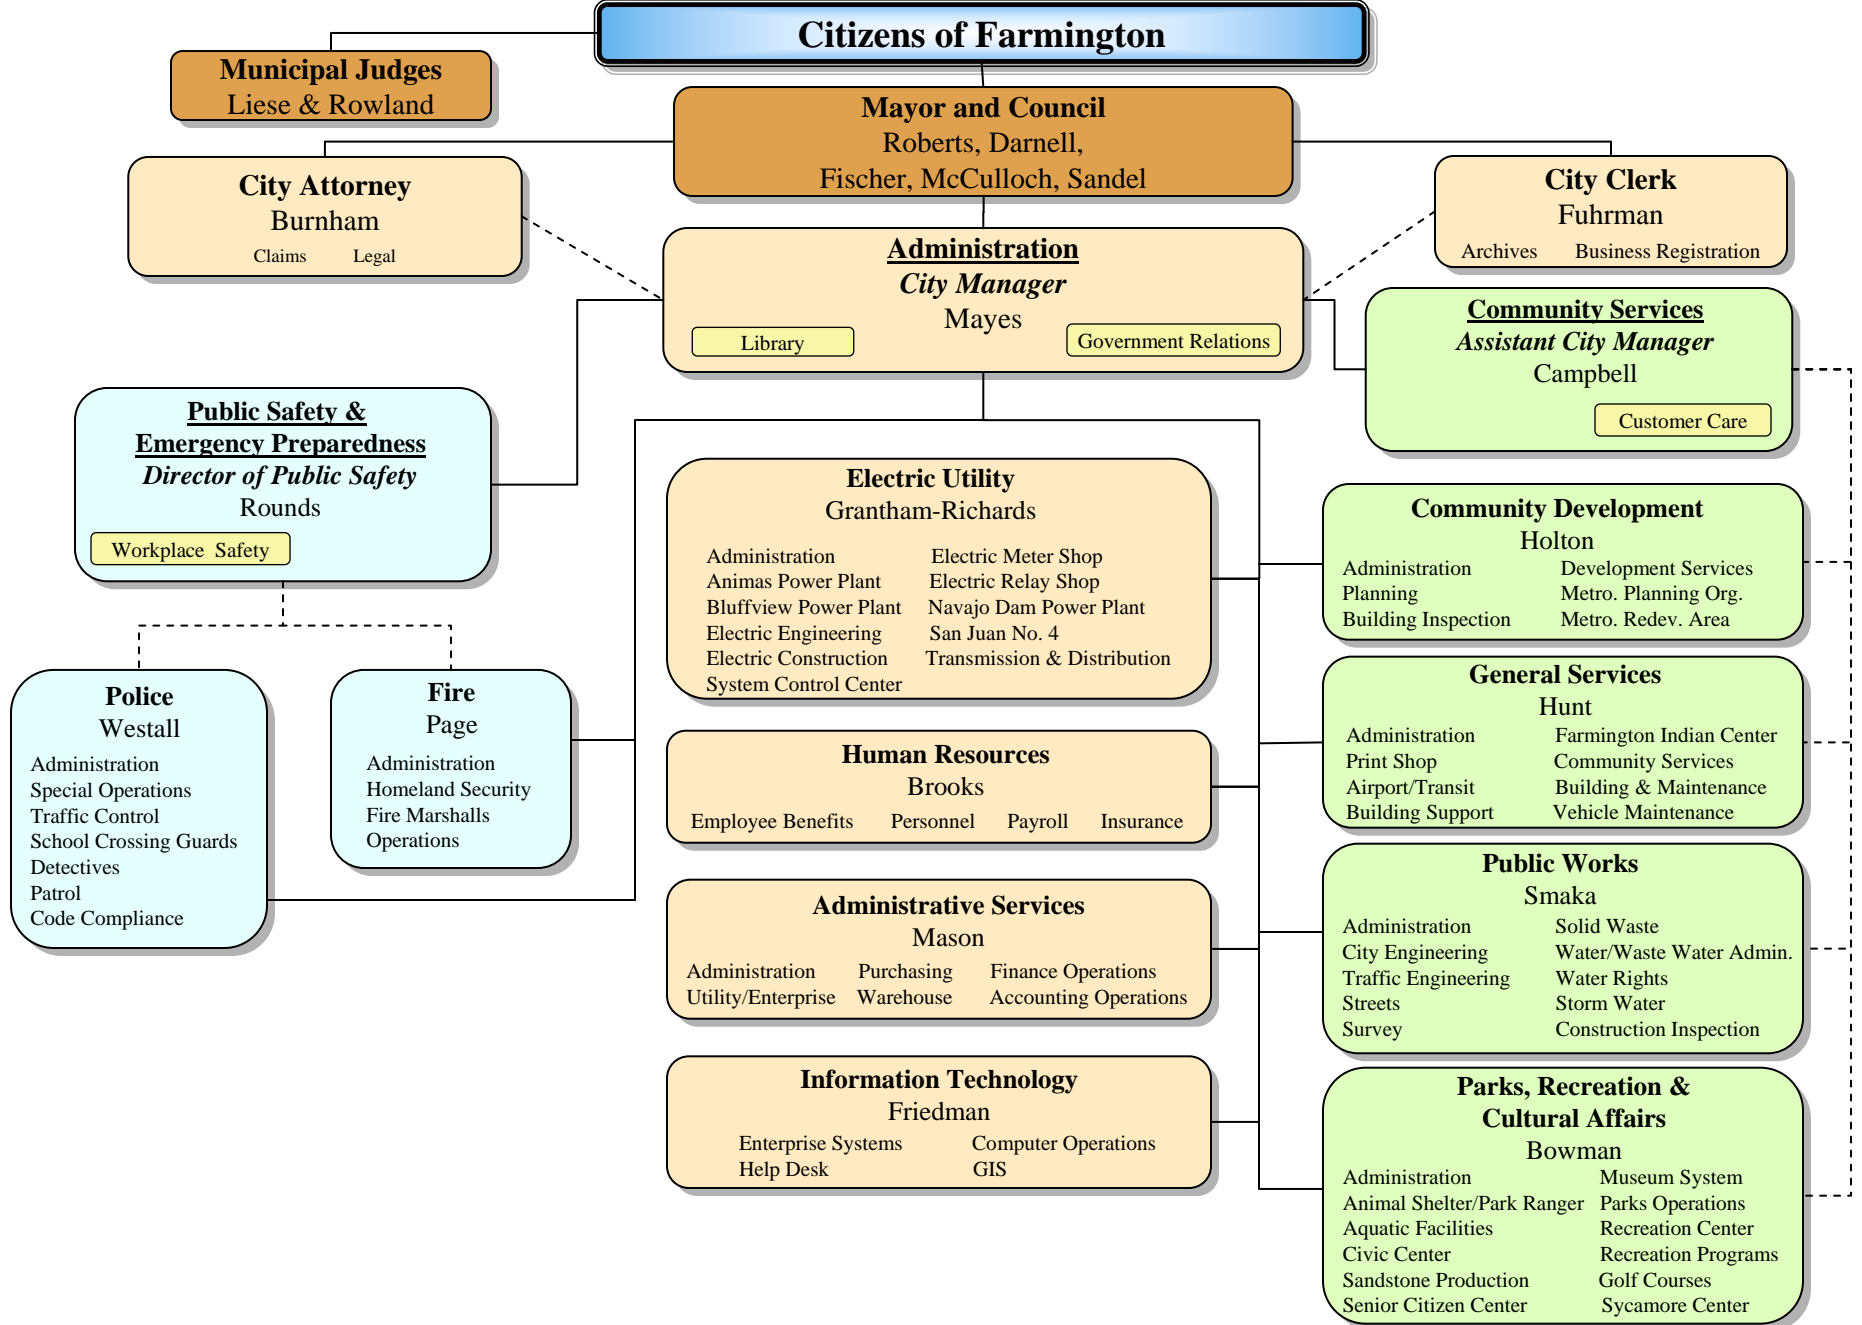 Citizens of Farmington
Municipal Judges
Liese & Rowland
Mayor and Council
Roberts, Darnell,
Fischer, McCulloch, Sandel
City Attorney
Burnham
Claims Legal
City Clerk
Fuhrman
Archives Business Registration
Administration
City Manager
Mayes
Library
Government Relations
Community Services
Assistant City Manager
Campbell
Customer Care
Public Safety &
Emergency Preparedness
Director of Public Safety
Rounds
Workplace Safety
Police
Westall
Administration
Special Operations
Traffic Control
School Crossing Guards
Detectives
Patrol
Code Compliance
Fire
Page
Administration
Homeland Security
Fire Marshalls
Operations
Electric Utility
Grantham-Richards
Administration Electric Meter Shop
Animas Power Plant Electric Relay Shop
Bluffview Power Plant Navajo Dam Power Plant
Electric Engineering San Juan No. 4
Electric Construction Transmission & Distribution
System Control Center
Human Resources
Brooks
Employee Benefits Personnel Payroll Insurance
Administrative Services
Mason
Administration Purchasing Finance Operations
Utility/Enterprise Warehouse Accounting Operations
Information Technology
Friedman
Enterprise Systems Computer Operations
Help Desk GIS
Community Development
Holton
Administration Development Services
Planning Metro. Planning Org.
Building Inspection Metro. Redev. Area
General Services
Hunt
Administration Farmington Indian Center
Print Shop Community Services
Airport/Transit Building & Maintenance
Building Support Vehicle Maintenance
Public Works
Smaka
Administration Solid Waste
City Engineering Water/Waste Water Admin.
Traffic Engineering Water Rights
Streets Storm Water
Survey Construction Inspection
Parks, Recreation &
Cultural Affairs
Bowman
Administration Museum System
Animal Shelter/Park Ranger Parks Operations
Aquatic Facilities Recreation Center
Civic Center Recreation Programs
Sandstone Production Golf Courses
Senior Citizen Center Sycamore Center